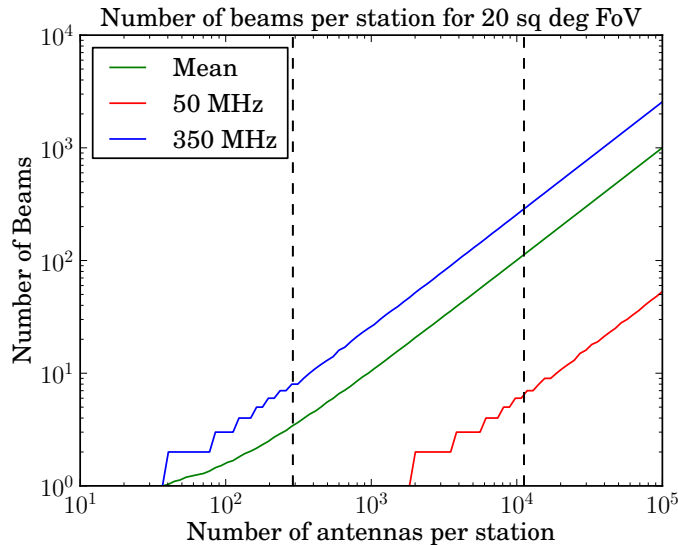 Number of beams per station for 20 sq deg FoV
Mean
50 MHz
350 MHz
Number of Beams
10^4
10^3
10^2
10^1
10^0
10^1
10^2
10^3
10^4
10^5
Number of antennas per station